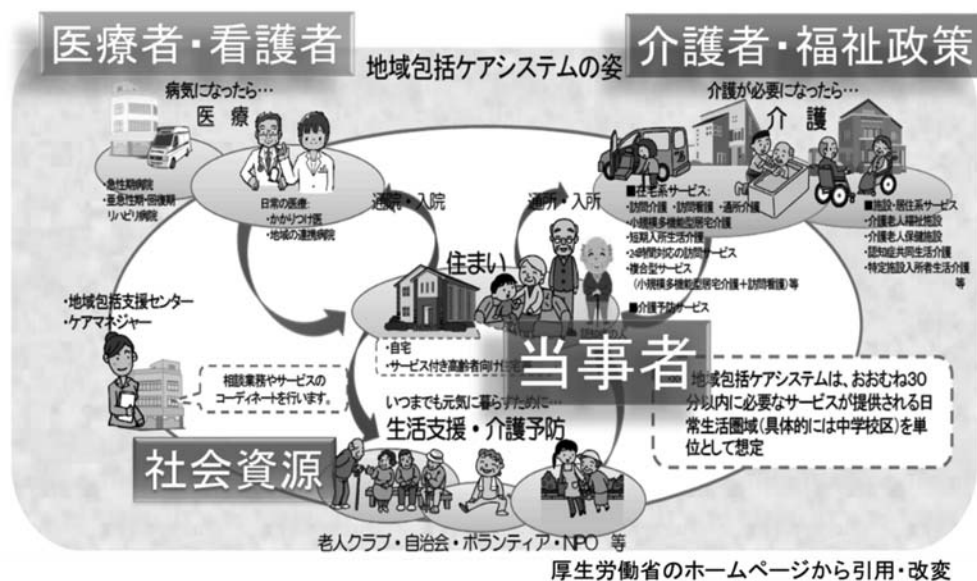 医療者・看護者
介護者・福祉政策
地域包括ケアシステムの姿
病気になったら…
医 療
・急性期病院
・亜急性期・回復期
リハビリ病院
日常の医療:
・かかりつけ医
・地域の連携病院
通院・入院
通所・入所
介護が必要になったら…
介 護
■在宅系サービス:
・訪問介護 ・訪問看護 ・通所介護
・小規模多機能型居宅介護
・短期入所生活介護
・24時間対応の訪問サービス
・複合型サービス
(小規模多機能型居宅介護+訪問看護)等
■介護予防サービス
■施設・居住系サービス
・介護老人福祉施設
・介護老人保健施設
・認知症共同生活介護
・特定施設入所者生活介護
等
住まい
・自宅
・サービス付き高齢者向け住宅
当事者
・地域包括支援センター
・ケアマネジャー
相談業務やサービスの
コーディネートを行います。
いつまでも元気に暮らすために…
生活支援・介護予防
社会資源
老人クラブ・自治会・ボランティア・NPO 等
地域包括ケアシステムは、おおむね30
分以内に必要なサービスが提供される日
常生活圏域(具体的には中学校区)を単
位として想定
厚生労働省のホームページから引用・改変